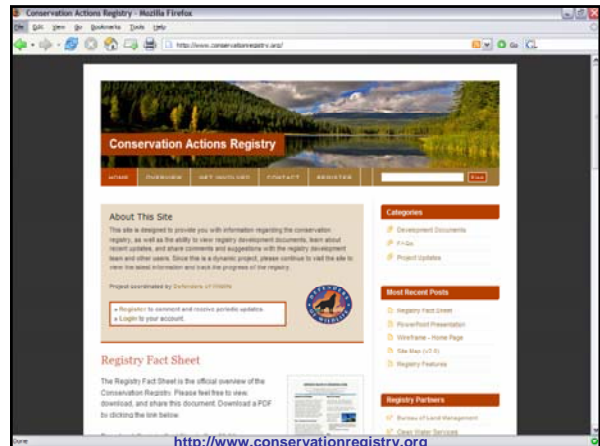 Conservation Actions Registry - Mozilla Firefox
File Edit View Go Bookmarks Tools Help
http://www.conservationregistry.org/
Go
Conservation Actions Registry
HOME OVERVIEW GET INVOLVED CONTACT REGISTER
About This Site
This site is designed to provide you with information regarding the conservation
registry, as well as the ability to view registry development documents, learn about
recent updates, and share comments and suggestions with the registry development
team and other users. Since this is a dynamic project, please continue to visit the site to
view the latest information and track the progress of the registry.
Project coordinated by Defenders of Wildlife
» Register to comment and receive periodic updates.
» Login to your account.
DEFENDERS OF WILDLIFE
Registry Fact Sheet
The Registry Fact Sheet is the official overview of the
Conservation Registry. Please feel free to view,
download, and share this document. Download a PDF
by clicking the link below.
Categories
Development Documents
FAQs
Project Updates
Most Recent Posts
Registry Fact Sheet
PowerPoint Presentation
Wireframe - Home Page
Site Map (v2.0)
Registry Features
Registry Partners
Bureau of Land Management
Clean Water Services
Done
http://www.conservationregistry.org